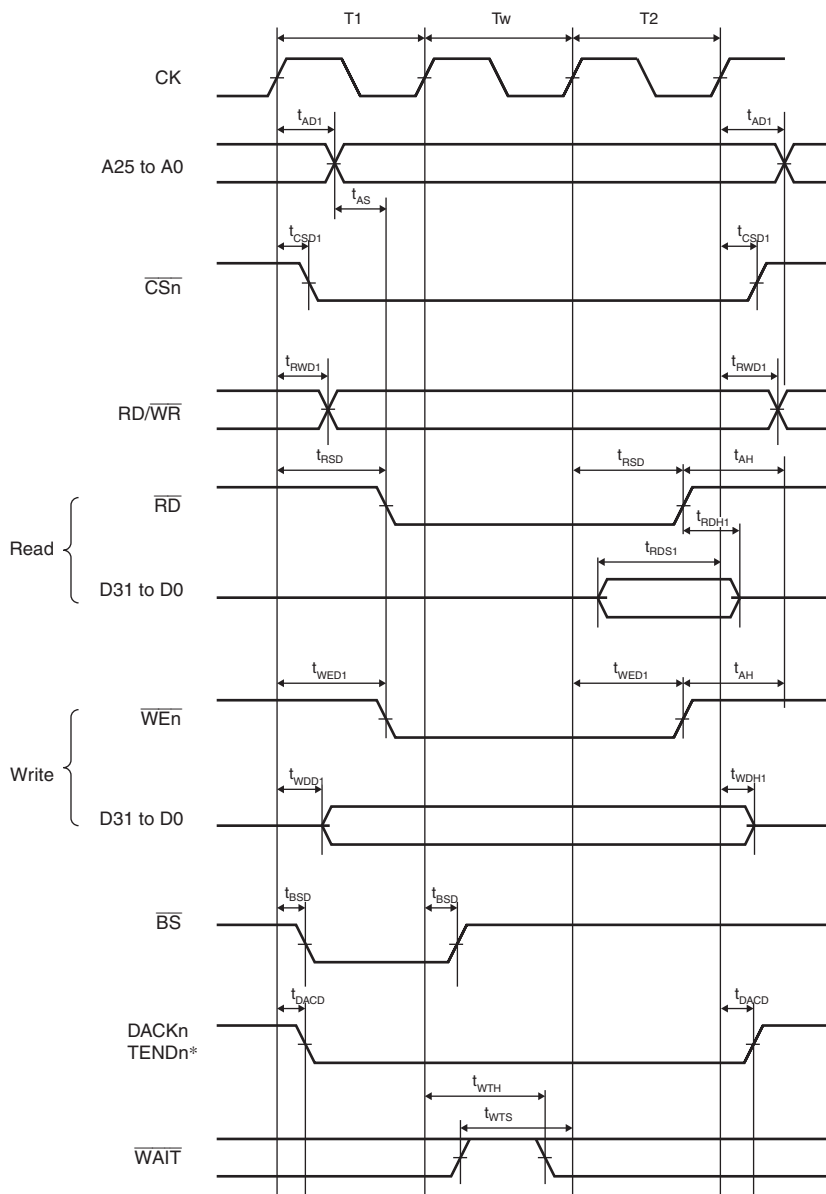 T1 Tw T2
CK
tAD1 tAD1
A25 to A0
tAS
tCSD1 tCSD1
CSn
tRWD1 tRWD1
RD/WR
tRSD tRSD tAH
RD
tRDH1
Read
tRDS1
D31 to D0
tWED1 tWED1 tAH
WEn
Write
tWDD1 tWDH1
D31 to D0
tBSD tBSD
BS
tDACD tDACD
DACKn
TENDn*
tWTH
tWTS
WAIT